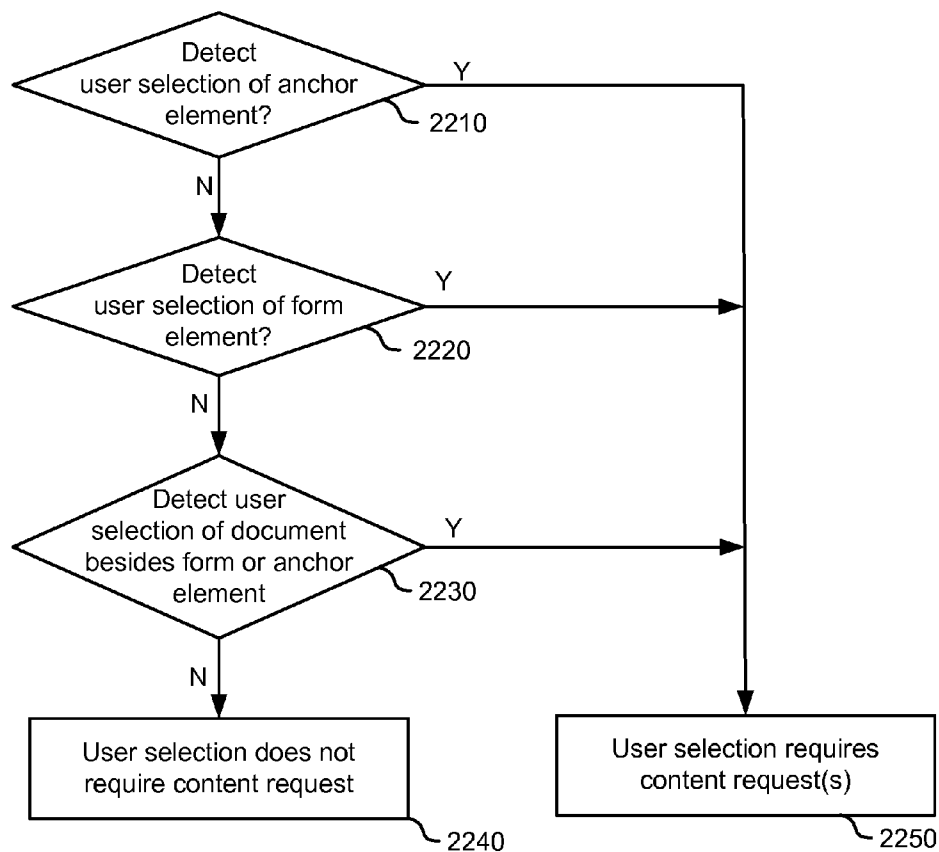 Detect
user selection of anchor
element?
Y
2210
N
Detect
user selection of form
element?
Y
2220
N
Detect user
selection of document
besides form or anchor
element
Y
2230
N
User selection does not
require content request
2240
User selection requires
content request(s)
2250